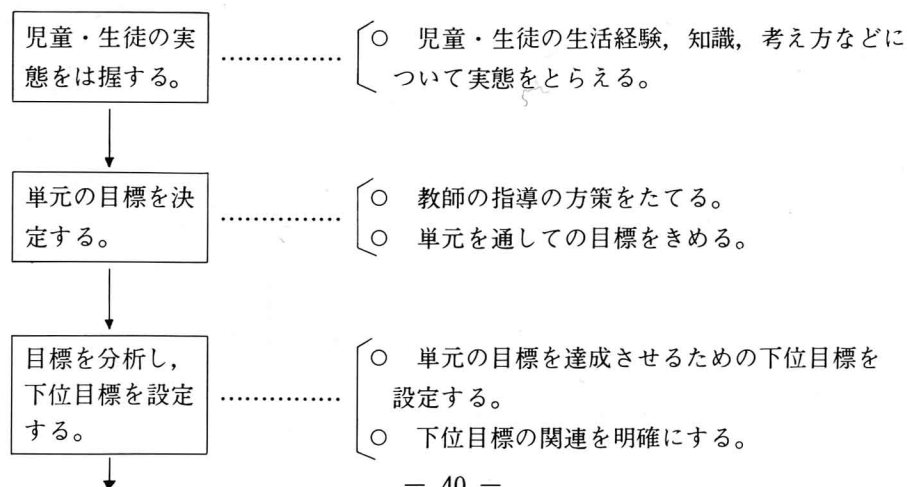 児童・生徒の実
態をは握する。
○　児童・生徒の生活経験，知識，考え方などに
ついて実態をとらえる。
単元の目標を決
定する。
○　教師の指導の方策をたてる。
○　単元を通しての目標をきめる。
目標を分析し，
下位目標を設定
する。
○　単元の目標を達成させるための下位目標を
設定する。
○　下位目標の関連を明確にする。
— 40 —